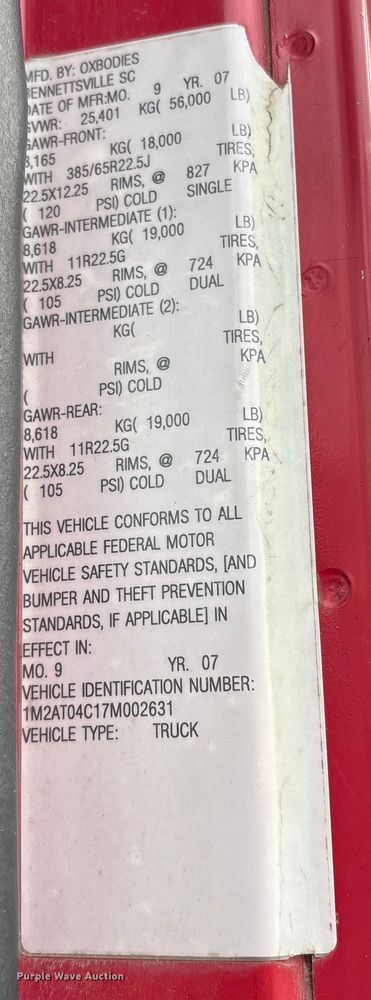 MFD. BY: OXBODIES
BENNETTSVILLE SC
DATE OF MFR:MO. 9 YR. 07
GVWR: 25,401 KG( 56,000 LB)
GAWR-FRONT:
8,165 KG( 18,000 LB)
WITH 385/65R22.5J TIRES,
22.5X12.25 RIMS, @ 827 KPA
( 120 PSI) COLD SINGLE
GAWR-INTERMEDIATE (1):
8,618 KG( 19,000 LB)
WITH 11R22.5G TIRES,
22.5X8.25 RIMS, @ 724 KPA
( 105 PSI) COLD DUAL
GAWR-INTERMEDIATE (2):
KG( LB)
WITH TIRES,
RIMS, @ KPA
( PSI) COLD
GAWR-REAR:
8,618 KG( 19,000 LB)
WITH 11R22.5G TIRES,
22.5X8.25 RIMS, @ 724 KPA
( 105 PSI) COLD DUAL
THIS VEHICLE CONFORMS TO ALL
APPLICABLE FEDERAL MOTOR
VEHICLE SAFETY STANDARDS, [AND
BUMPER AND THEFT PREVENTION
STANDARDS, IF APPLICABLE] IN
EFFECT IN:
MO. 9 YR. 07
VEHICLE IDENTIFICATION NUMBER:
1M2AT04C17M002631
VEHICLE TYPE: TRUCK
Purple Wave Auction